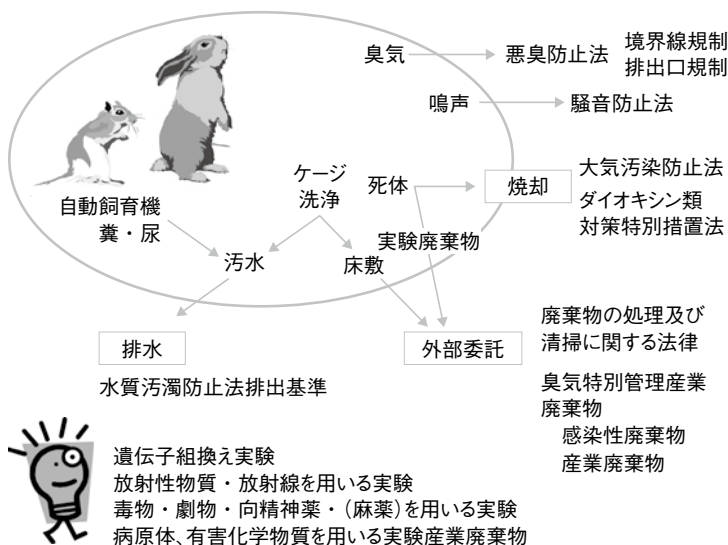 臭気
悪臭防止法
境界線規制
排出口規制
鳴声
騒音防止法
ケージ
洗浄
死体
焼却
大気汚染防止法
ダイオキシン類
対策特別措置法
自動飼育機
糞・尿
汚水
床敷
実験廃棄物
排水
水質汚濁防止法排出基準
外部委託
廃棄物の処理及び
清掃に関する法律
臭気特別管理産業
廃棄物
感染性廃棄物
産業廃棄物
遺伝子組換え実験
放射性物質・放射線を用いる実験
毒物・劇物・向精神薬・（麻薬）を用いる実験
病原体、有害化学物質を用いる実験産業廃棄物